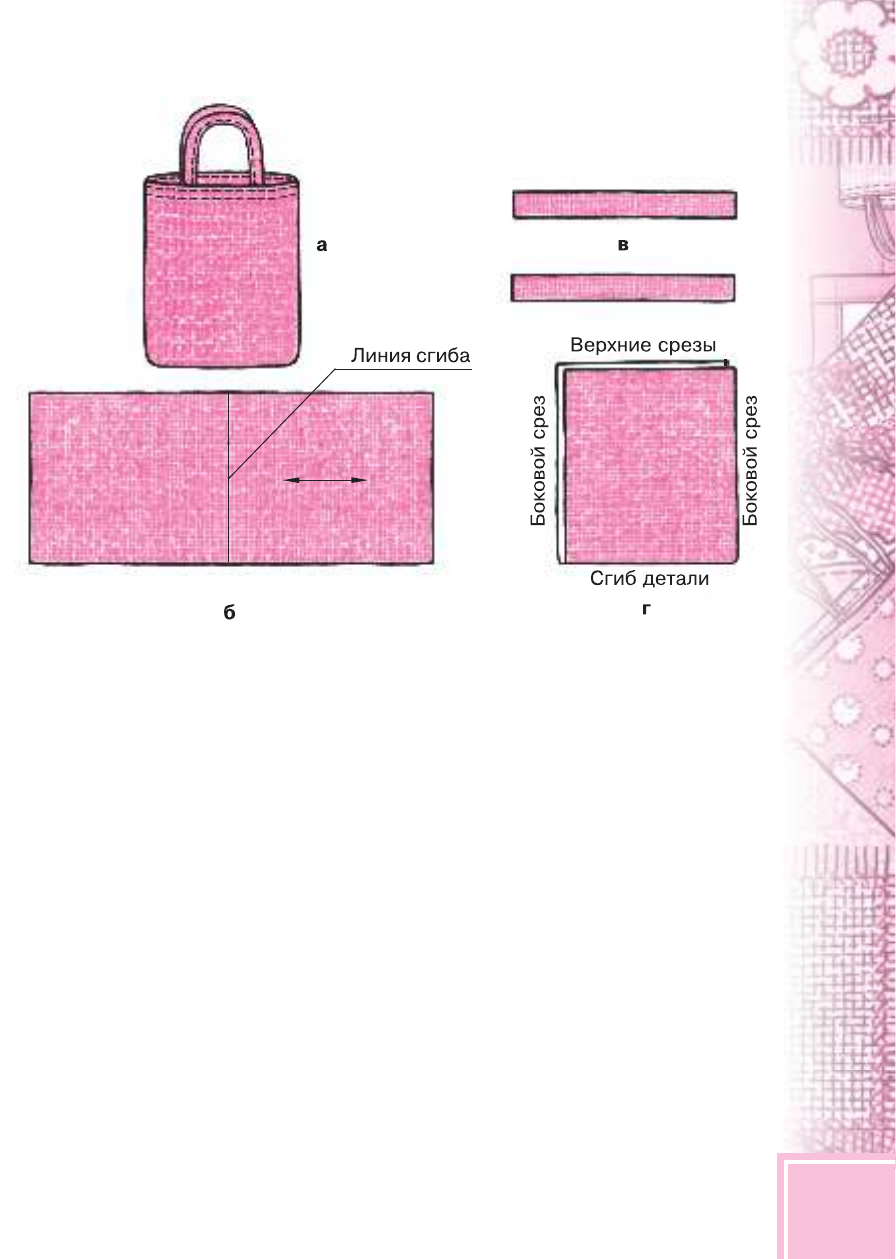 а
в
Линия сгиба
Верхние срезы
Боковой срез
Боковой срез
Сгиб детали
б
г